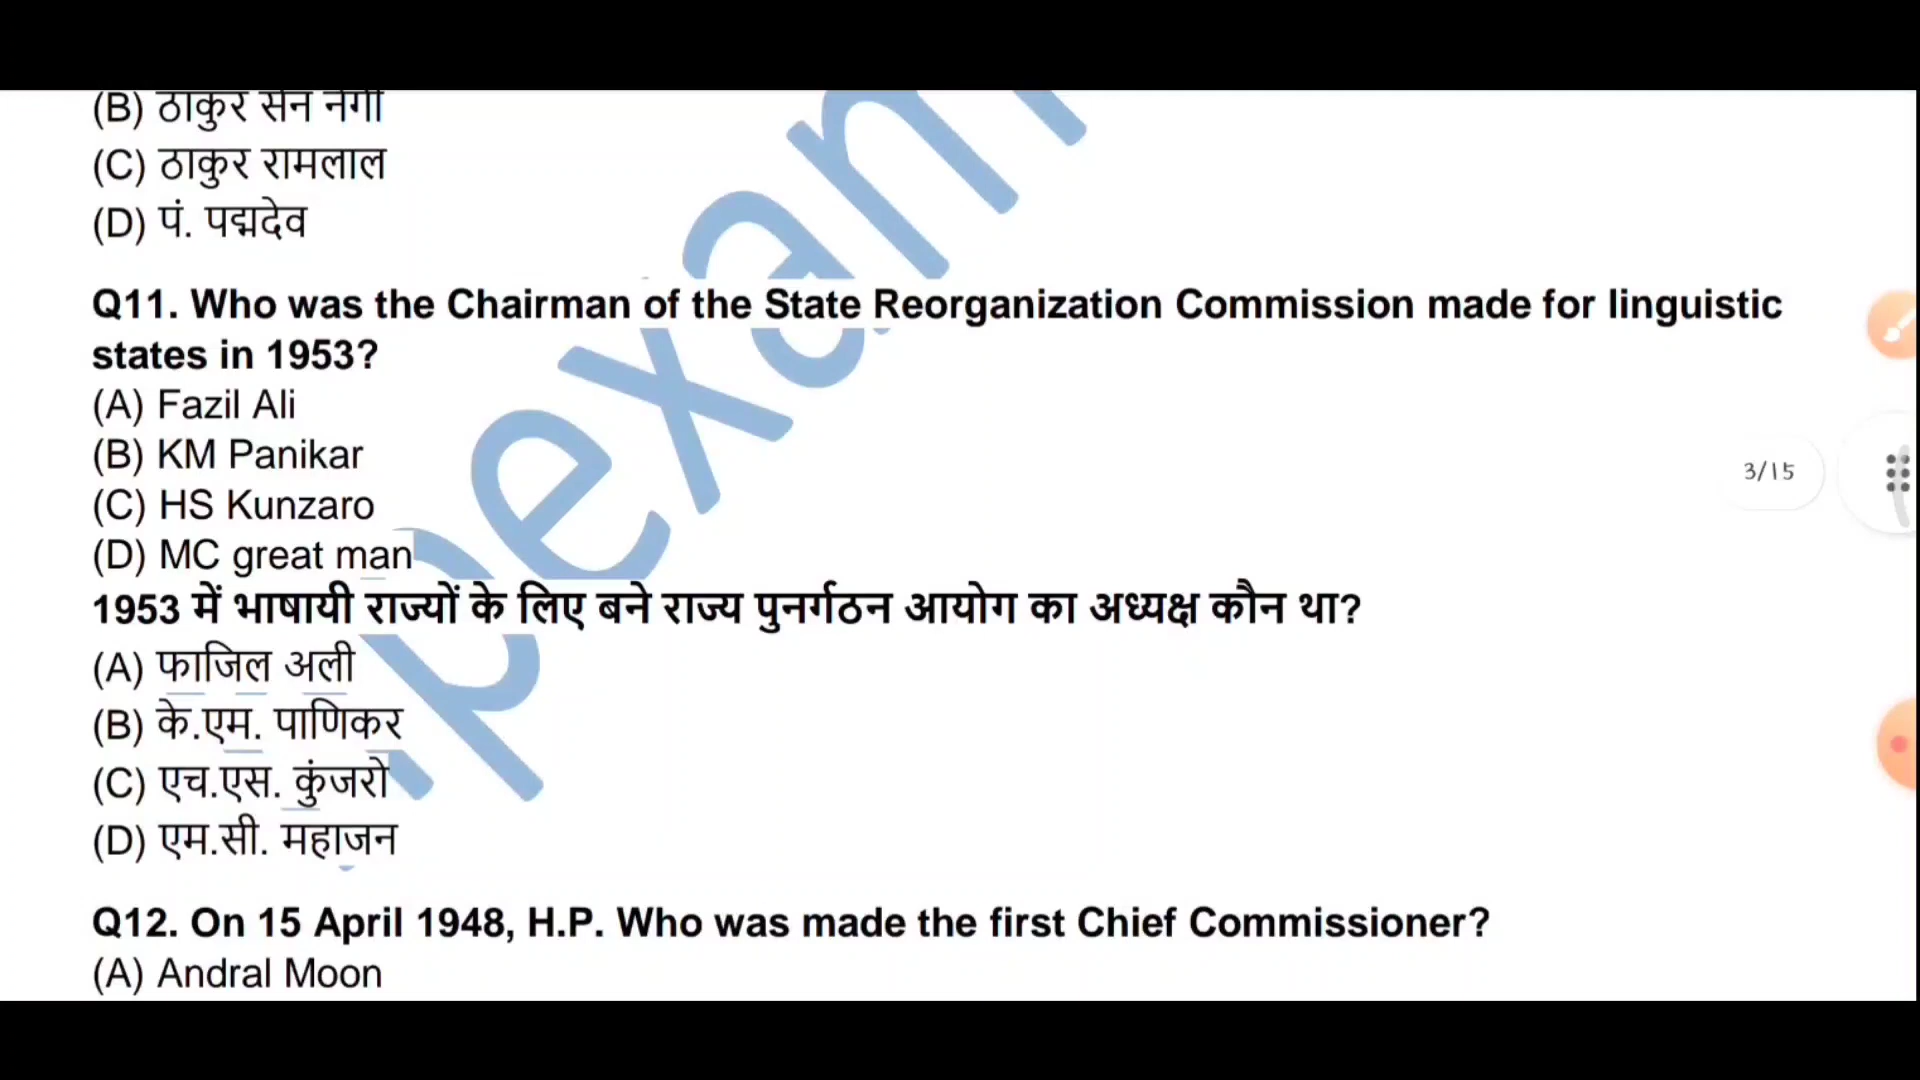 (B) ठाकुर सेन नेगी
(C) ठाकुर रामलाल
(D) पं. पद्मदेव
Q11. Who was the Chairman of the State Reorganization Commission made for linguistic
states in 1953?
(A) Fazil Ali
(B) KM Panikar
(C) HS Kunzaro
(D) MC great man
1953 में भाषायी राज्यों के लिए बने राज्य पुनर्गठन आयोग का अध्यक्ष कौन था?
(A) फाजिल अली
(B) के.एम. पाणिकर
(C) एच.एस. कुंजरो
(D) एम.सी. महाजन
3/15
Q12. On 15 April 1948, H.P. Who was made the first Chief Commissioner?
(A) Andral Moon